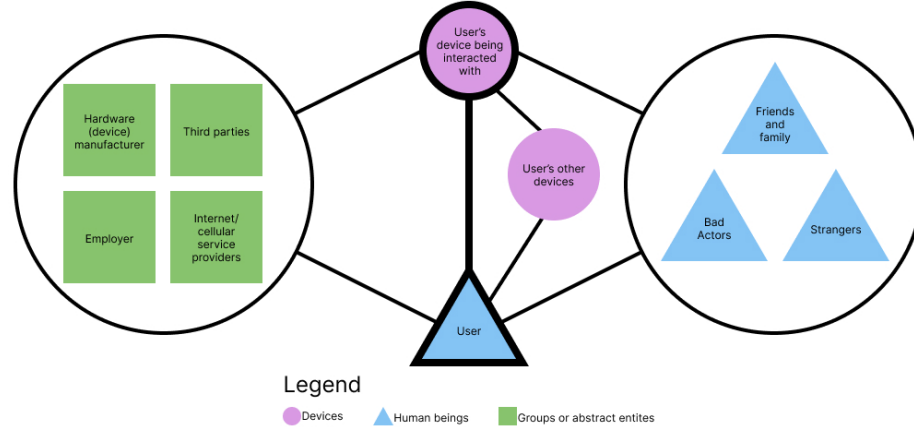 User's
device being
interacted
with
Hardware
(device)
manufacturer
Third parties
Employer
Internet/
cellular
service
providers
User's other
devices
Friends
and
family
Bad
Actors
Strangers
User
Legend
Devices
Human beings
Groups or abstract entites